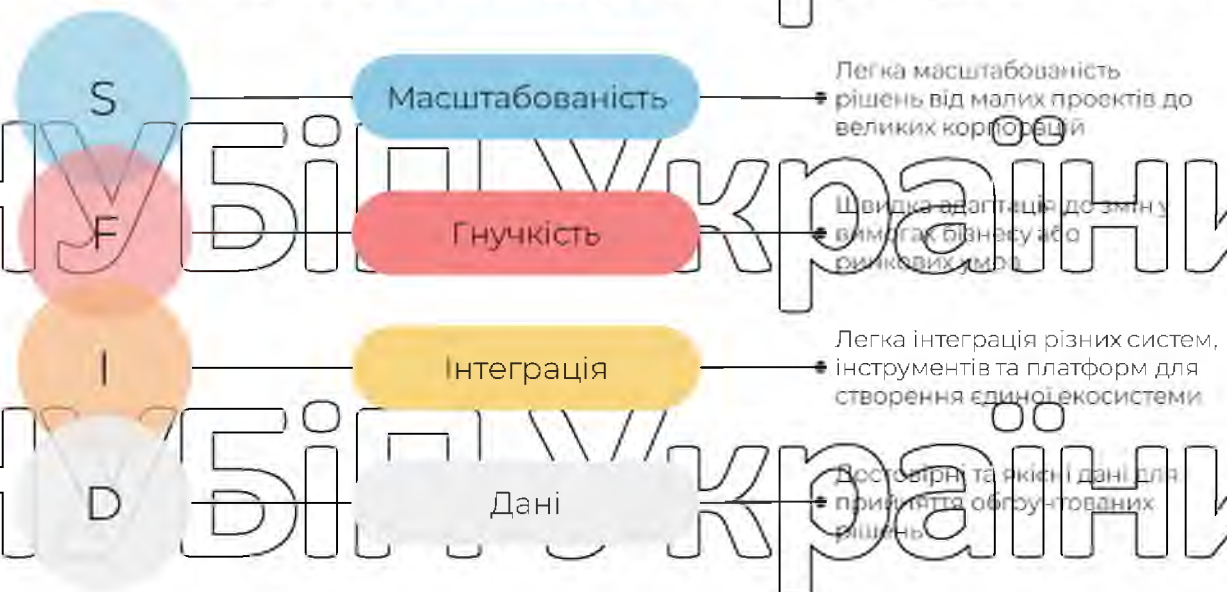 S
Масштабованість
Легка масштабованість
рішень від малих проектів до
великих корпорацій
F
Гнучкість
Швидка адаптація до змін у
вимогах бізнесу або
ринкових умов
I
Інтеграція
Легка інтеграція різних систем,
інструментів та платформ для
створення єдиної екосистеми
D
Дані
Достовірні та якісні дані для
прийняття обґрунтованих
рішень
НУБіП України
НУБіП України